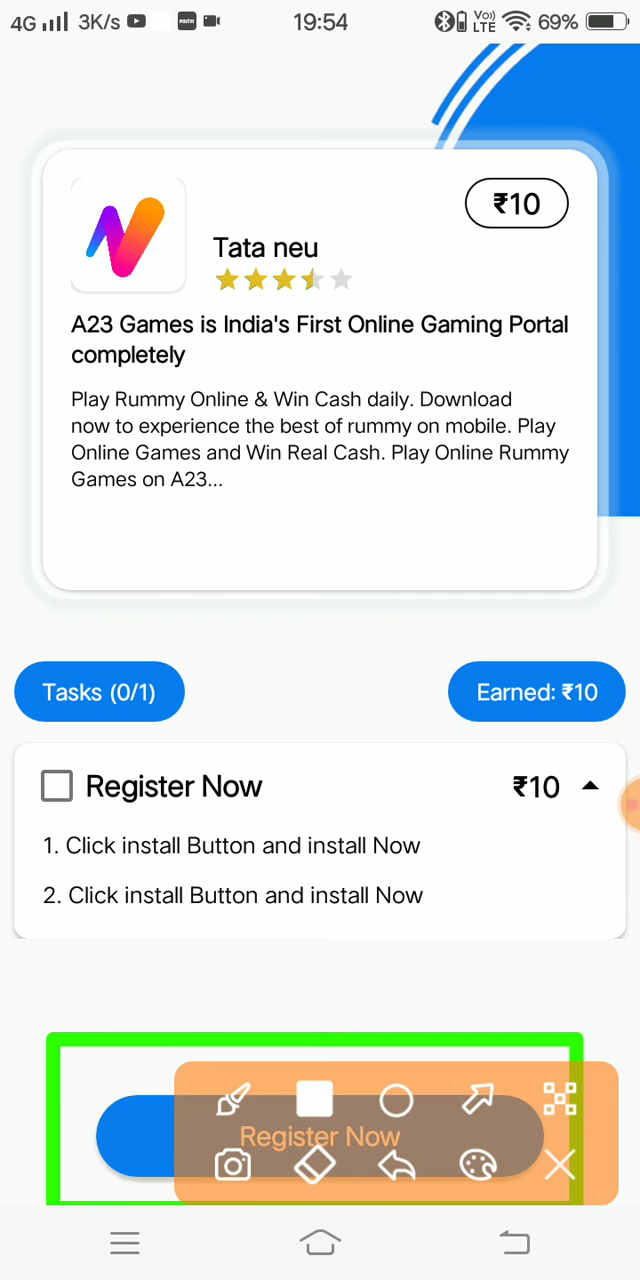 4G 3K/s paytm 19:54 Vo) LTE 69%
₹10
Tata neu
A23 Games is India's First Online Gaming Portal
completely
Play Rummy Online & Win Cash daily. Download
now to experience the best of rummy on mobile. Play
Online Games and Win Real Cash. Play Online Rummy
Games on A23...
Tasks (0/1)
Earned: ₹10
Register Now ₹10
1. Click install Button and install Now
2. Click install Button and install Now
Register Now